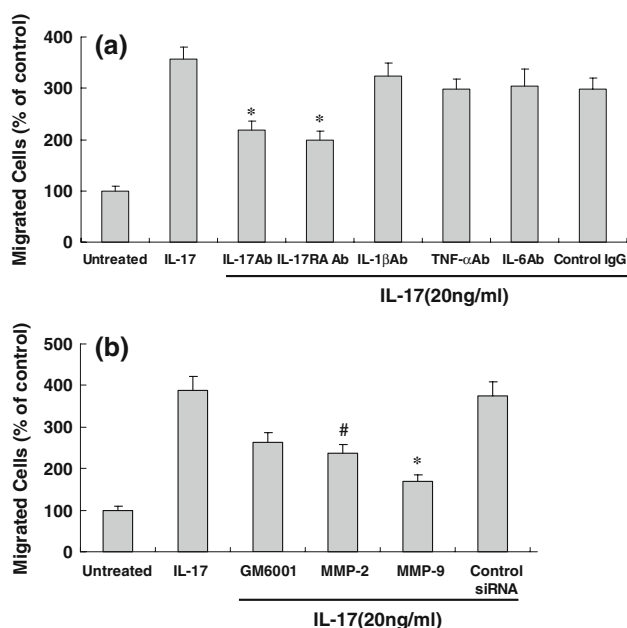 (a)
Migrated Cells (% of control)
400
300
200
100
0
* *
Untreated IL-17 IL-17Ab IL-17RA Ab IL-1βAb TNF-αAb IL-6Ab Control IgG
IL-17(20ng/ml)
(b)
Migrated Cells (% of control)
500
400
300
200
100
0
# *
Untreated IL-17 GM6001 MMP-2 MMP-9 Control
siRNA
IL-17(20ng/ml)